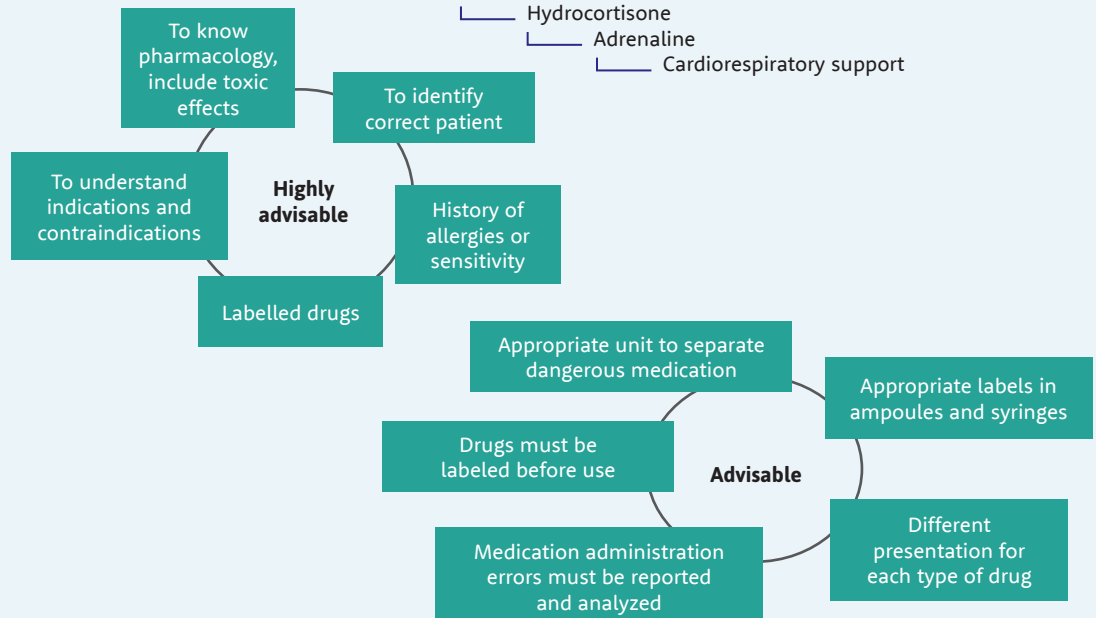 Hydrocortisone
Adrenaline
Cardiorespiratory support
To know
pharmacology,
include toxic
effects
To identify
correct patient
To understand
indications and
contraindications
Highly
advisable
History of
allergies or
sensitivity
Labelled drugs
Appropriate unit to separate
dangerous medication
Appropriate labels in
ampoules and syringes
Drugs must be
labeled before use
Advisable
Different
presentation for
each type of drug
Medication administration
errors must be reported
and analyzed